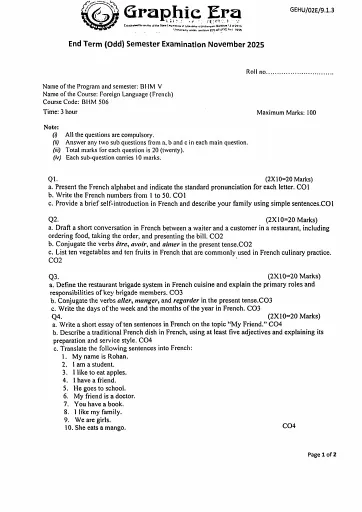 GEHU/02E/9.1.3
Graphic Era
End Term (Odd) Semester Examination November 2025
Roll no.................................
Name of the Program and semester: BHM V
Name of the Course: Foreign Language (French)
Course Code: BHM 506
Time: 3 hour Maximum Marks: 100
Note:
(i) All the questions are compulsory.
(ii) Answer any two sub questions from a, b and c in each main question.
(iii) Total marks for each question is 20 (twenty).
(iv) Each sub-question carries 10 marks.
Q1. (2X10=20 Marks)
a. Present the French alphabet and indicate the standard pronunciation for each letter. CO1
b. Write the French numbers from 1 to 50. CO1
c. Provide a brief self-introduction in French and describe your family using simple sentences.CO1
Q2. (2X10=20 Marks)
a. Draft a short conversation in French between a waiter and a customer in a restaurant, including
ordering food, taking the order, and presenting the bill. CO2
b. Conjugate the verbs être, avoir, and aimer in the present tense.CO2
c. List ten vegetables and ten fruits in French that are commonly used in French culinary practice.
CO2
Q3. (2X10=20 Marks)
a. Define the restaurant brigade system in French cuisine and explain the primary roles and
responsibilities of key brigade members. CO3
b. Conjugate the verbs aller, manger, and regarder in the present tense.CO3
c. Write the days of the week and the months of the year in French. CO3
Q4. (2X10=20 Marks)
a. Write a short essay of ten sentences in French on the topic "My Friend." CO4
b. Describe a traditional French dish in French, using at least five adjectives and explaining its
preparation and service style. CO4
c. Translate the following sentences into French:
1. My name is Rohan.
2. I am a student.
3. I like to eat apples.
4. I have a friend.
5. He goes to school.
6. My friend is a doctor.
7. You have a book.
8. I like my family.
9. We are girls.
10. She eats a mango. CO4
Page 1 of 2